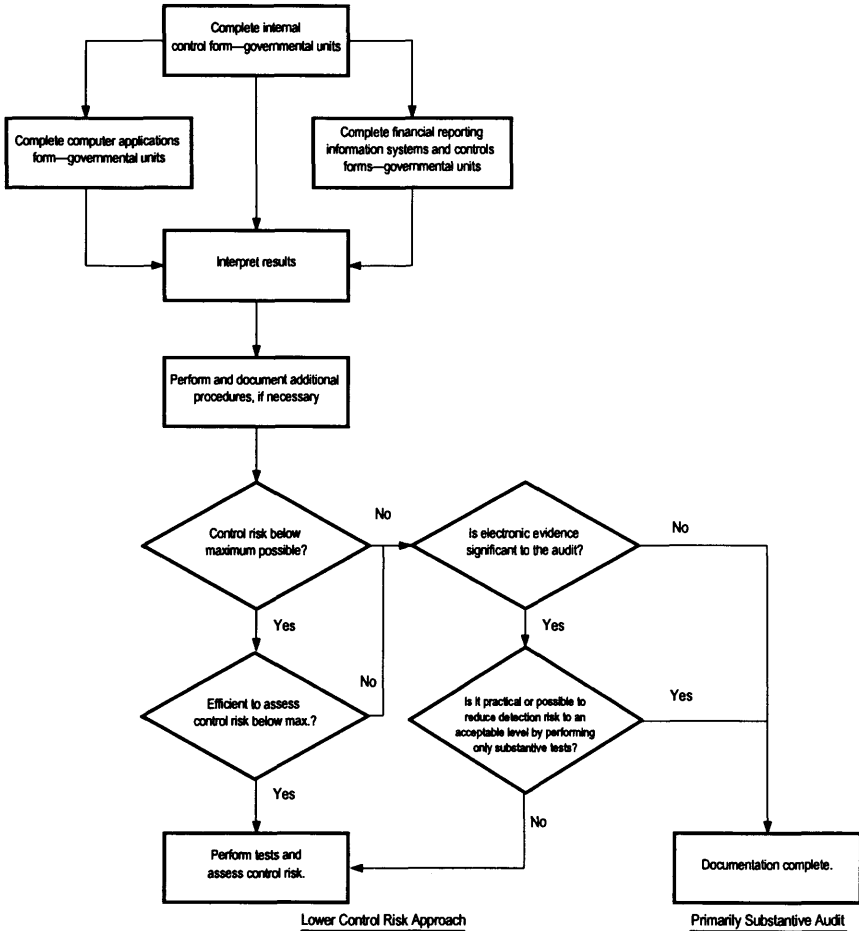 Complete internal
control form—governmental units
Complete computer applications
form—governmental units
Complete financial reporting
information systems and controls
forms—governmental units
Interpret results
Perform and document additional
procedures, if necessary
Control risk below
maximum possible?
No
Is electronic evidence
significant to the audit?
No
Yes
Yes
Efficient to assess
control risk below max.?
No
Is it practical or possible to
reduce detection risk to an
acceptable level by performing
only substantive tests?
Yes
Yes
No
Perform tests and
assess control risk.
Documentation complete.
Lower Control Risk Approach
Primarily Substantive Audit